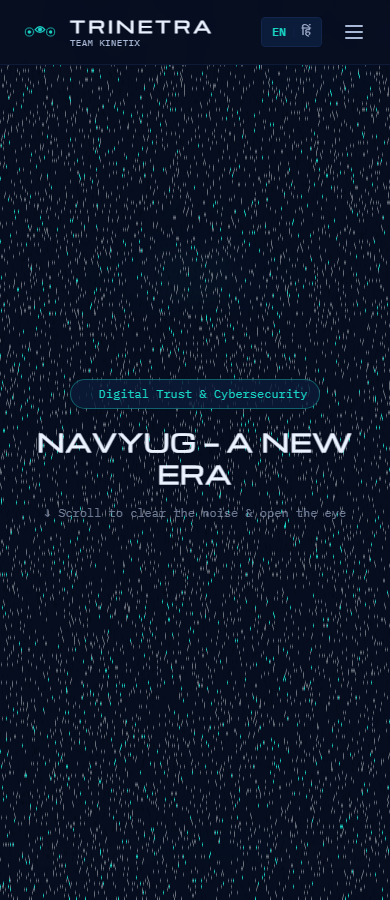 TRINETRA
TEAM KINETIX
EN हिं
Digital Trust & Cybersecurity
NAVYUG – A NEW
ERA
↓ Scroll to clear the noise & open the eye